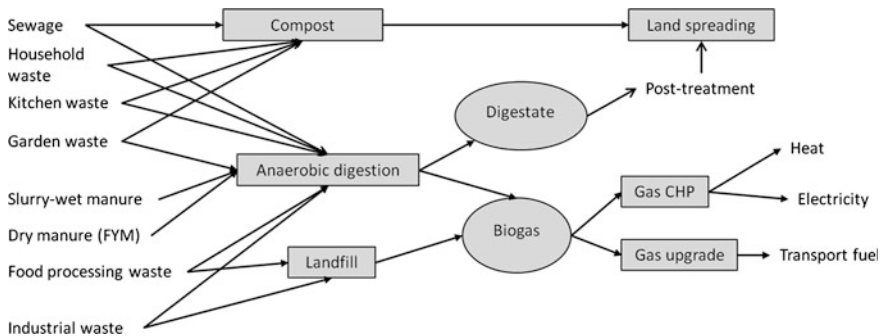 Sewage
Household
waste
Kitchen waste
Garden waste
Slurry-wet manure
Dry manure (FYM)
Food processing waste
Industrial waste
Compost
Anaerobic digestion
Landfill
Digestate
Biogas
Land spreading
Post-treatment
Gas CHP
Gas upgrade
Heat
Electricity
Transport fuel